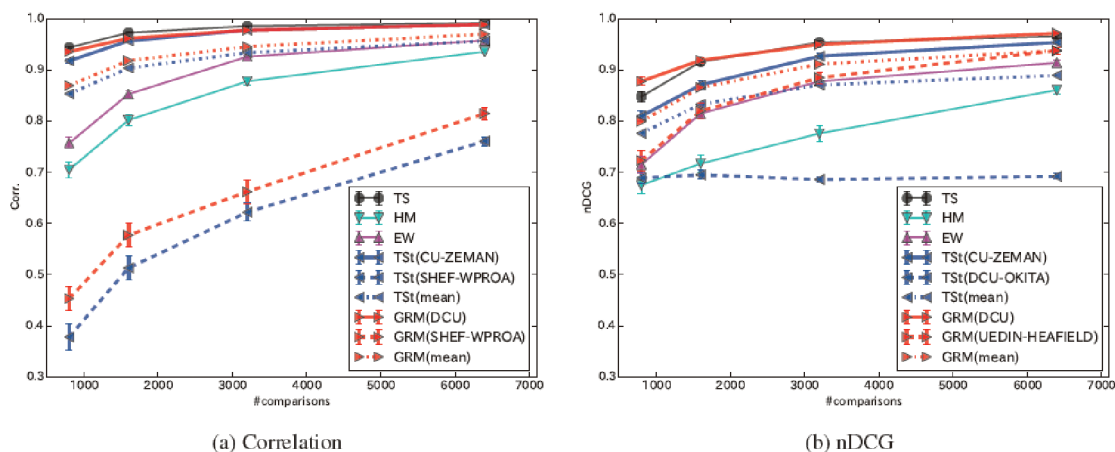 1.0
0.9
0.8
0.7
0.6
0.5
0.4
0.3
Corr.
1000 2000 3000 4000 5000 6000 7000
#comparisons
TS
HM
EW
TSt(CU-ZEMAN)
TSt(SHEF-WPROA)
TSt(mean)
GRM(DCU)
GRM(SHEF-WPROA)
GRM(mean)
(a) Correlation
1.0
0.9
0.8
0.7
0.6
0.5
0.4
0.3
nDCG
1000 2000 3000 4000 5000 6000 7000
#comparisons
TS
HM
EW
TSt(CU-ZEMAN)
TSt(DCU-OKITA)
TSt(mean)
GRM(DCU)
GRM(UEDIN-HEAFIELD)
GRM(mean)
(b) nDCG